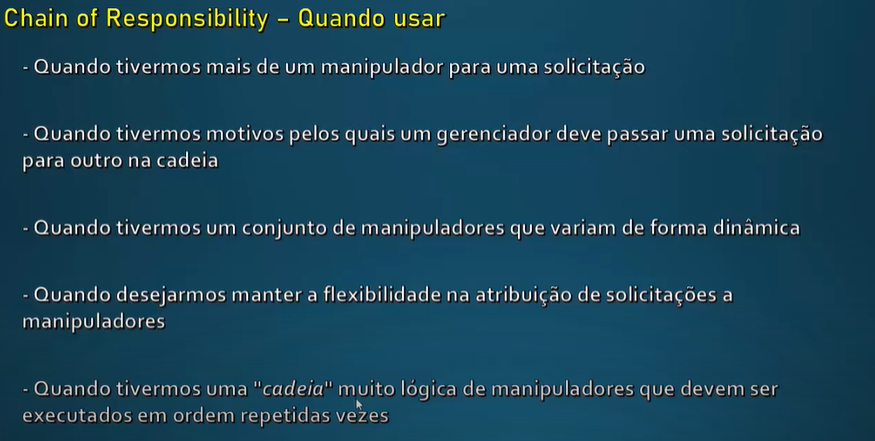 Chain of Responsibility – Quando usar
- Quando tivermos mais de um manipulador para uma solicitação
- Quando tivermos motivos pelos quais um gerenciador deve passar uma solicitação
para outro na cadeia
- Quando tivermos um conjunto de manipuladores que variam de forma dinâmica
- Quando desejarmos manter a flexibilidade na atribuição de solicitações a
manipuladores
- Quando tivermos uma "cadeia" muito lógica de manipuladores que devem ser
executados em ordem repetidas vezes